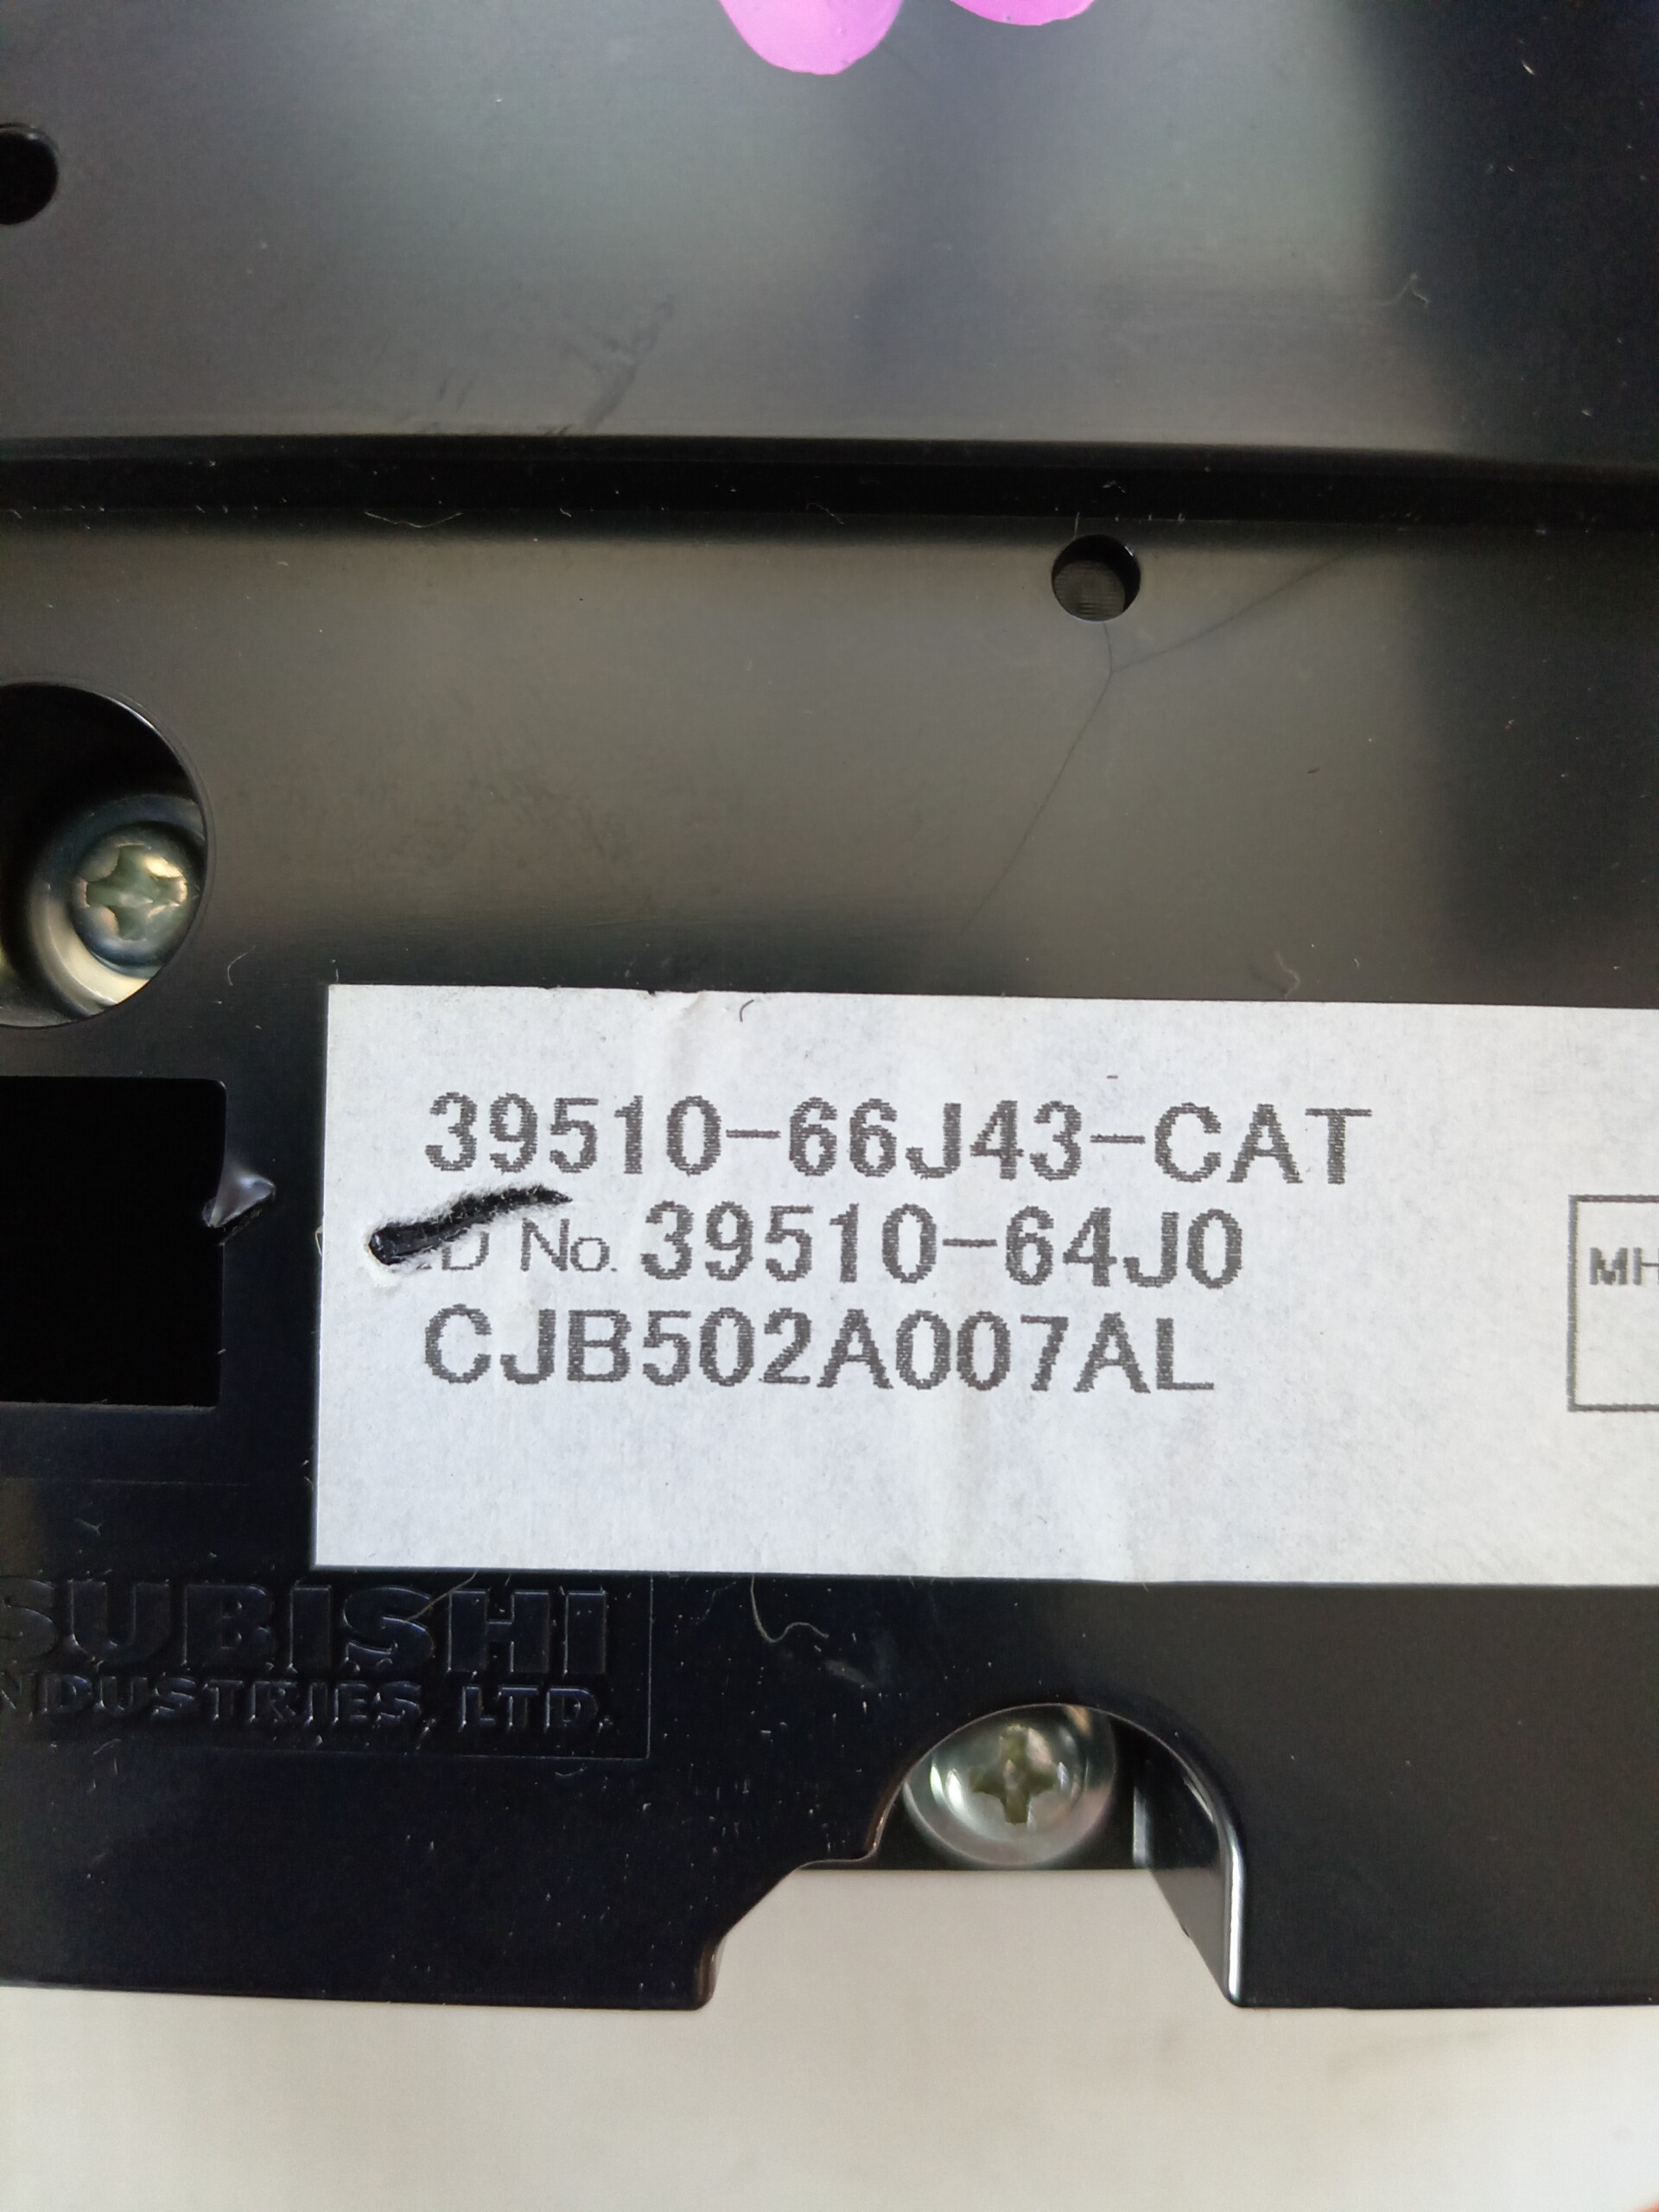 39510-66J43-CAT
D No. 39510-64J0
CJB502A007AL
MH
SUBISHI
NDUSTRIES, LTD.